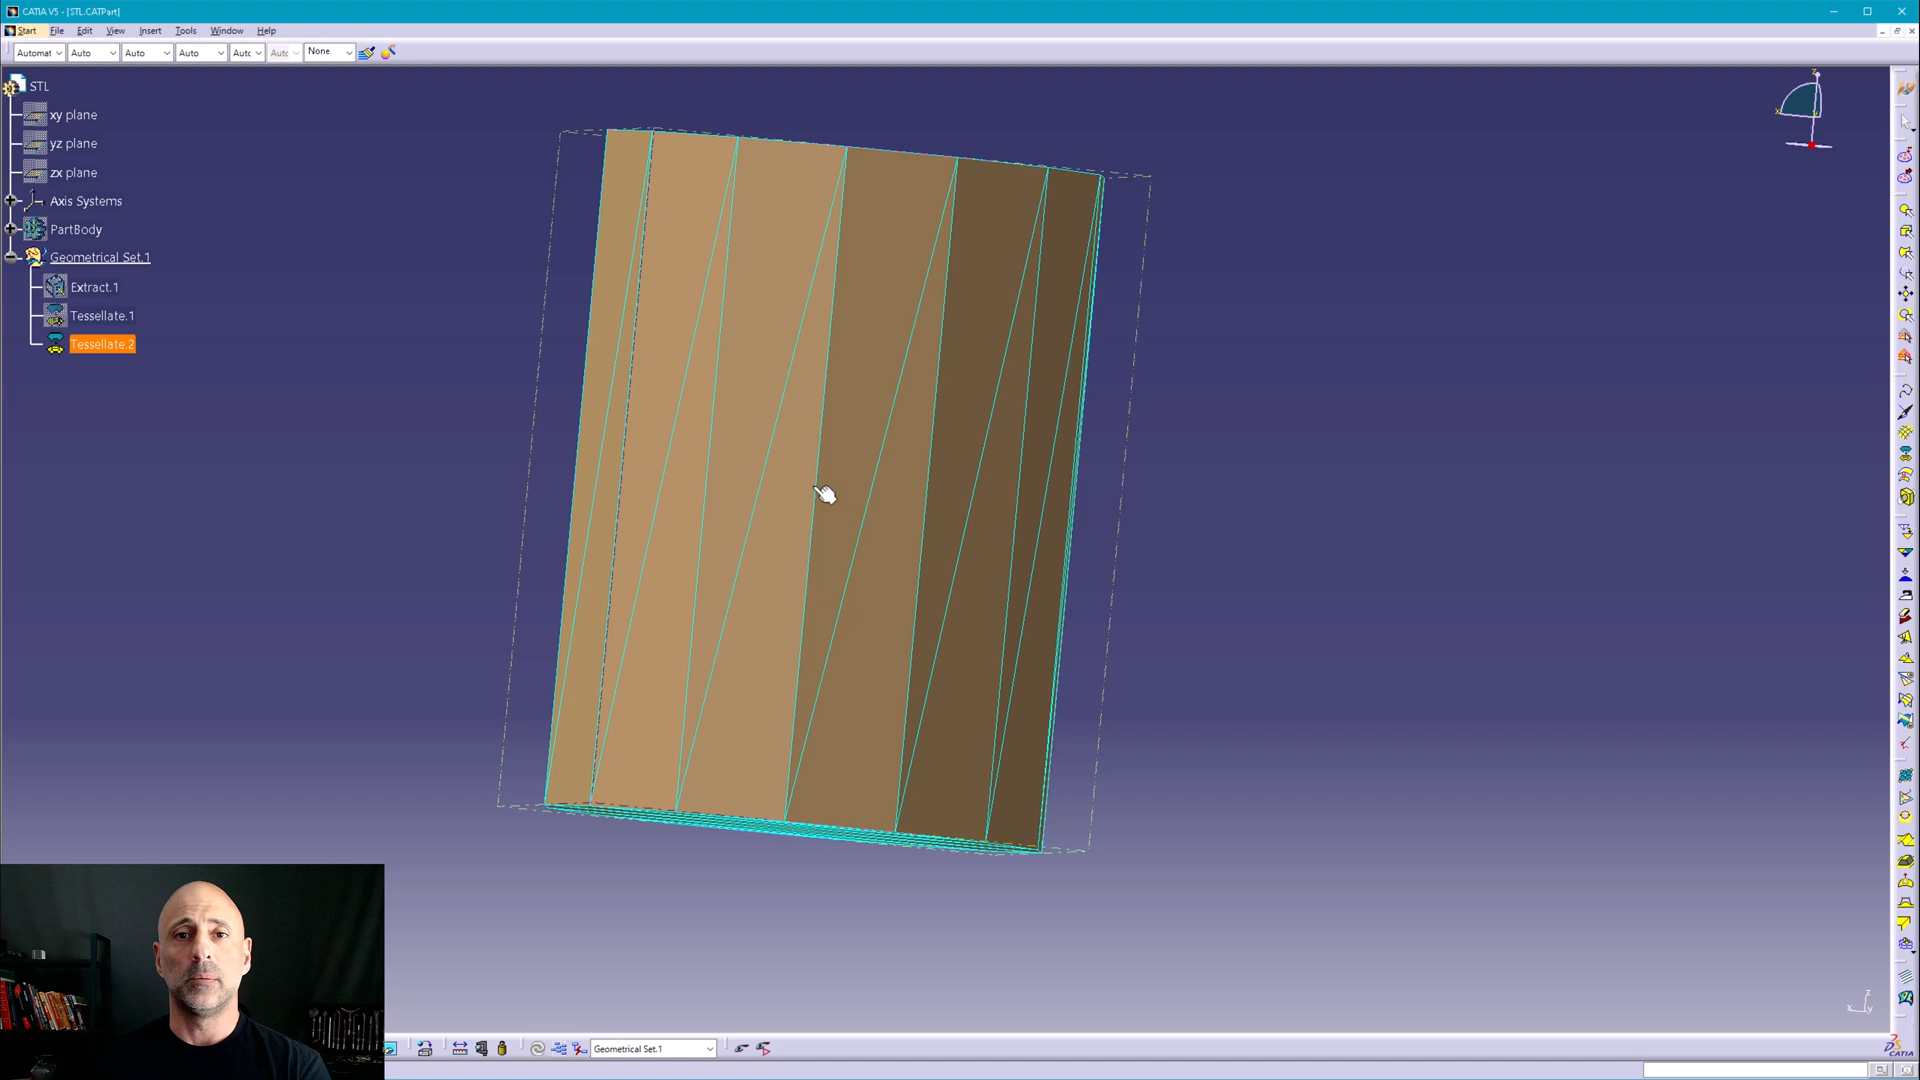 CATIA V5 - [STL.CATPart]
Start File Edit View Insert Tools Window Help
Automat Auto Auto Auto Autc Autc None
STL
xy plane
yz plane
zx plane
Axis Systems
PartBody
Geometrical Set.1
Extract.1
Tessellate.1
Tessellate.2
z
x
z
x
y
Geometrical Set.1
CATIA